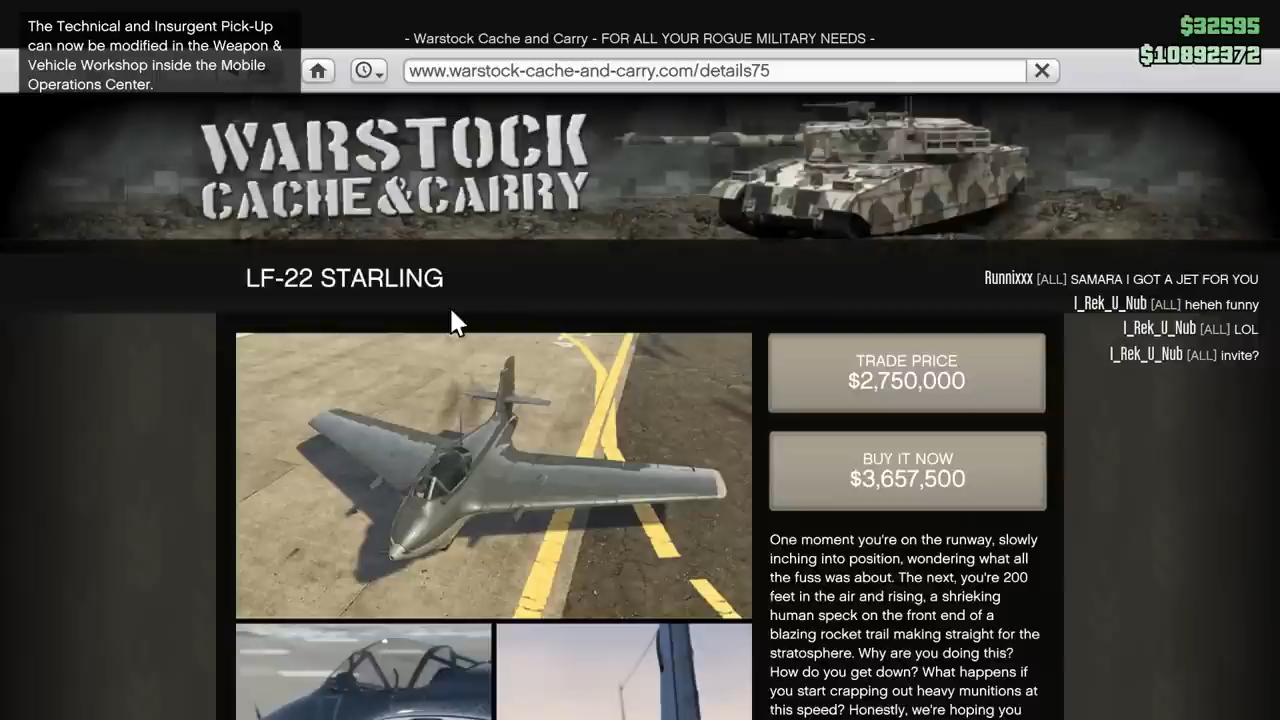 The Technical and Insurgent Pick-Up
can now be modified in the Weapon &
Vehicle Workshop inside the Mobile
Operations Center.
- Warstock Cache and Carry - FOR ALL YOUR ROGUE MILITARY NEEDS -
$32595
$10892372
www.warstock-cache-and-carry.com/details75
WARSTOCK
CACHE&CARRY
LF-22 STARLING
Runnixxx [ALL] SAMARA I GOT A JET FOR YOU
I_Rek_U_Nub [ALL] heheh funny
I_Rek_U_Nub [ALL] LOL
I_Rek_U_Nub [ALL] invite?
TRADE PRICE
$2,750,000
BUY IT NOW
$3,657,500
One moment you're on the runway, slowly
inching into position, wondering what all
the fuss was about. The next, you're 200
feet in the air and rising, a shrieking
human speck on the front end of a
blazing rocket trail making straight for the
stratosphere. Why are you doing this?
How do you get down? What happens if
you start crapping out heavy munitions at
this speed? Honestly, we're hoping you